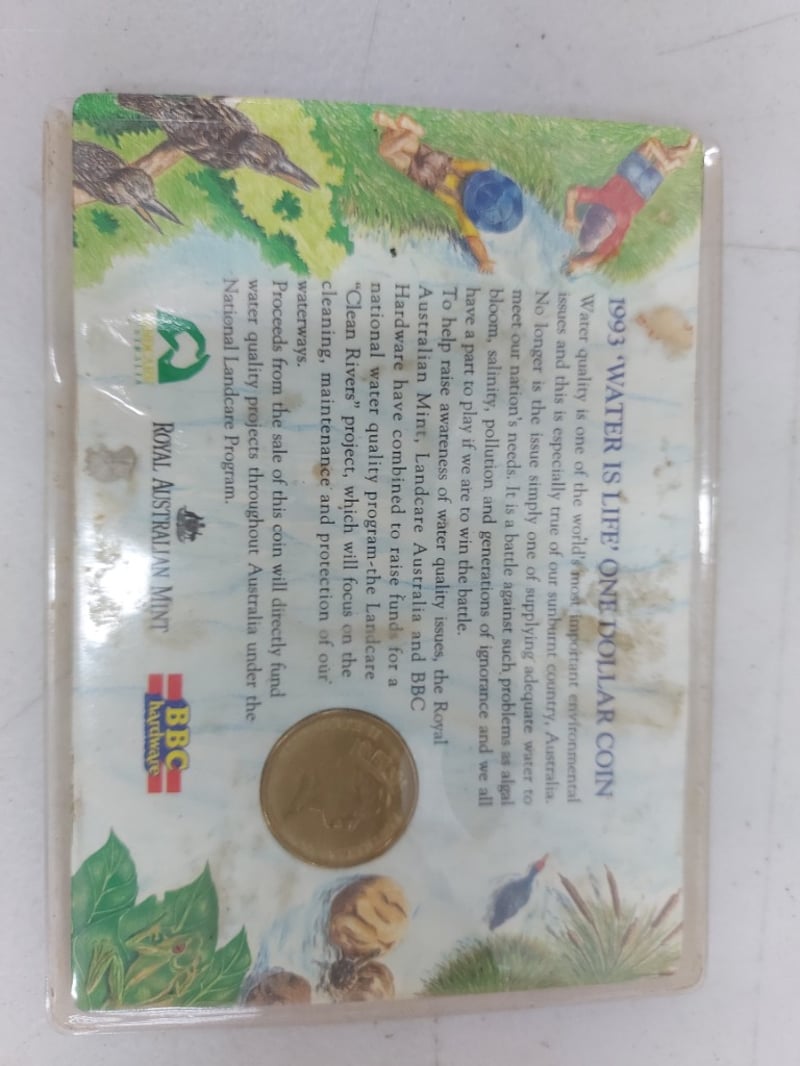 1993 'WATER IS LIFE' ONE DOLLAR COIN
Water quality is one of the world's most important environmental
issues and this is especially true of our sunburnt country, Australia.
No longer is the issue simply one of supplying adequate water to
meet our nation's needs. It is a battle against such problems as algal
bloom, salinity, pollution and generations of ignorance and we all
have a part to play if we are to win the battle.
To help raise awareness of water quality issues, the Royal
Australian Mint, Landcare Australia and BBC
Hardware have combined to raise funds for a
national water quality program-the Landcare
"Clean Rivers" project, which will focus on the
cleaning, maintenance and protection of our
waterways.
Proceeds from the sale of this coin will directly fund
water quality projects throughout Australia under the
National Landcare Program.
ROYAL AUSTRALIAN MINT
BBC
hardware